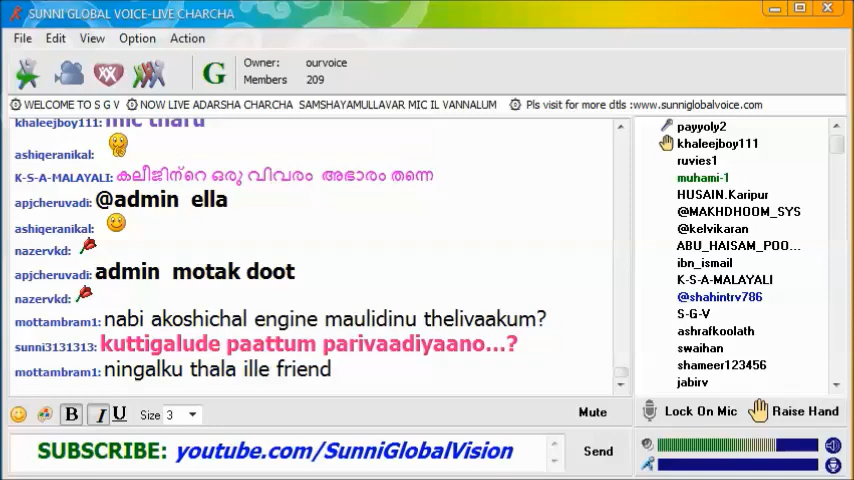 SUNNI GLOBAL VOICE-LIVE CHARCHA
File Edit View Option Action
G
Owner: ourvoice
Members 209
WELCOME TO S G V NOW LIVE ADARSHA CHARCHA SAMSHAYAMULLAVAR MIC IL VANNALUM Pls visit for more dtls :www.sunniglobalvoice.com
khaleejboy111: mic tharu
ashiqeranikal:
K-S-A-MALAYALI: കലീജിന്റെ ഒരു വിവരം അഭാരം തന്നെ
apjcheruvadi: @admin ella
ashiqeranikal:
nazervkd:
apjcheruvadi: admin motak doot
nazervkd:
mottambram1: nabi akoshichal engine maulidinu thelivaakum?
sunni3131313: kuttigalude paattum parivaadiyaano...?
mottambram1: ningalku thala ille friend
payyoly2
khaleejboy111
ruvies1
muhami-1
HUSAIN.Karipur
@MAKHDHOOM_SYS
@kelvikaran
ABU_HAISAM_POO...
ibn_ismail
K-S-A-MALAYALI
@shahintrv786
S-G-V
ashrafkoolath
swaihan
shameer123456
jabirv
B I U Size 3 Mute
Lock On Mic Raise Hand
SUBSCRIBE: youtube.com/SunniGlobalVision
Send